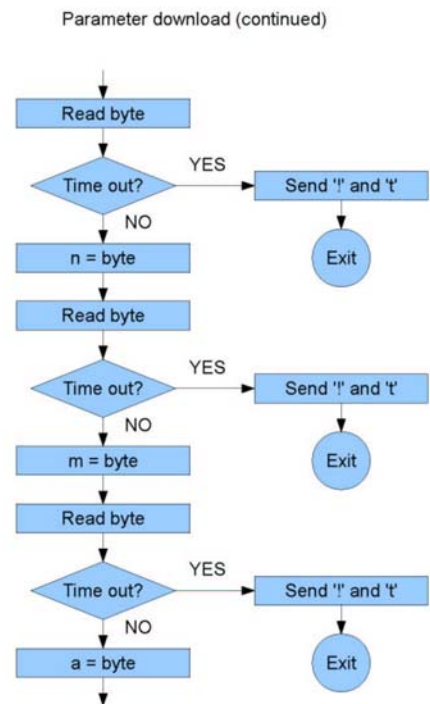 Parameter download (continued)
Read byte
YES
Time out?
Send '!' and 't'
NO
Exit
n = byte
Read byte
YES
Time out?
Send '!' and 't'
NO
Exit
m = byte
Read byte
YES
Time out?
Send '!' and 't'
NO
Exit
a = byte